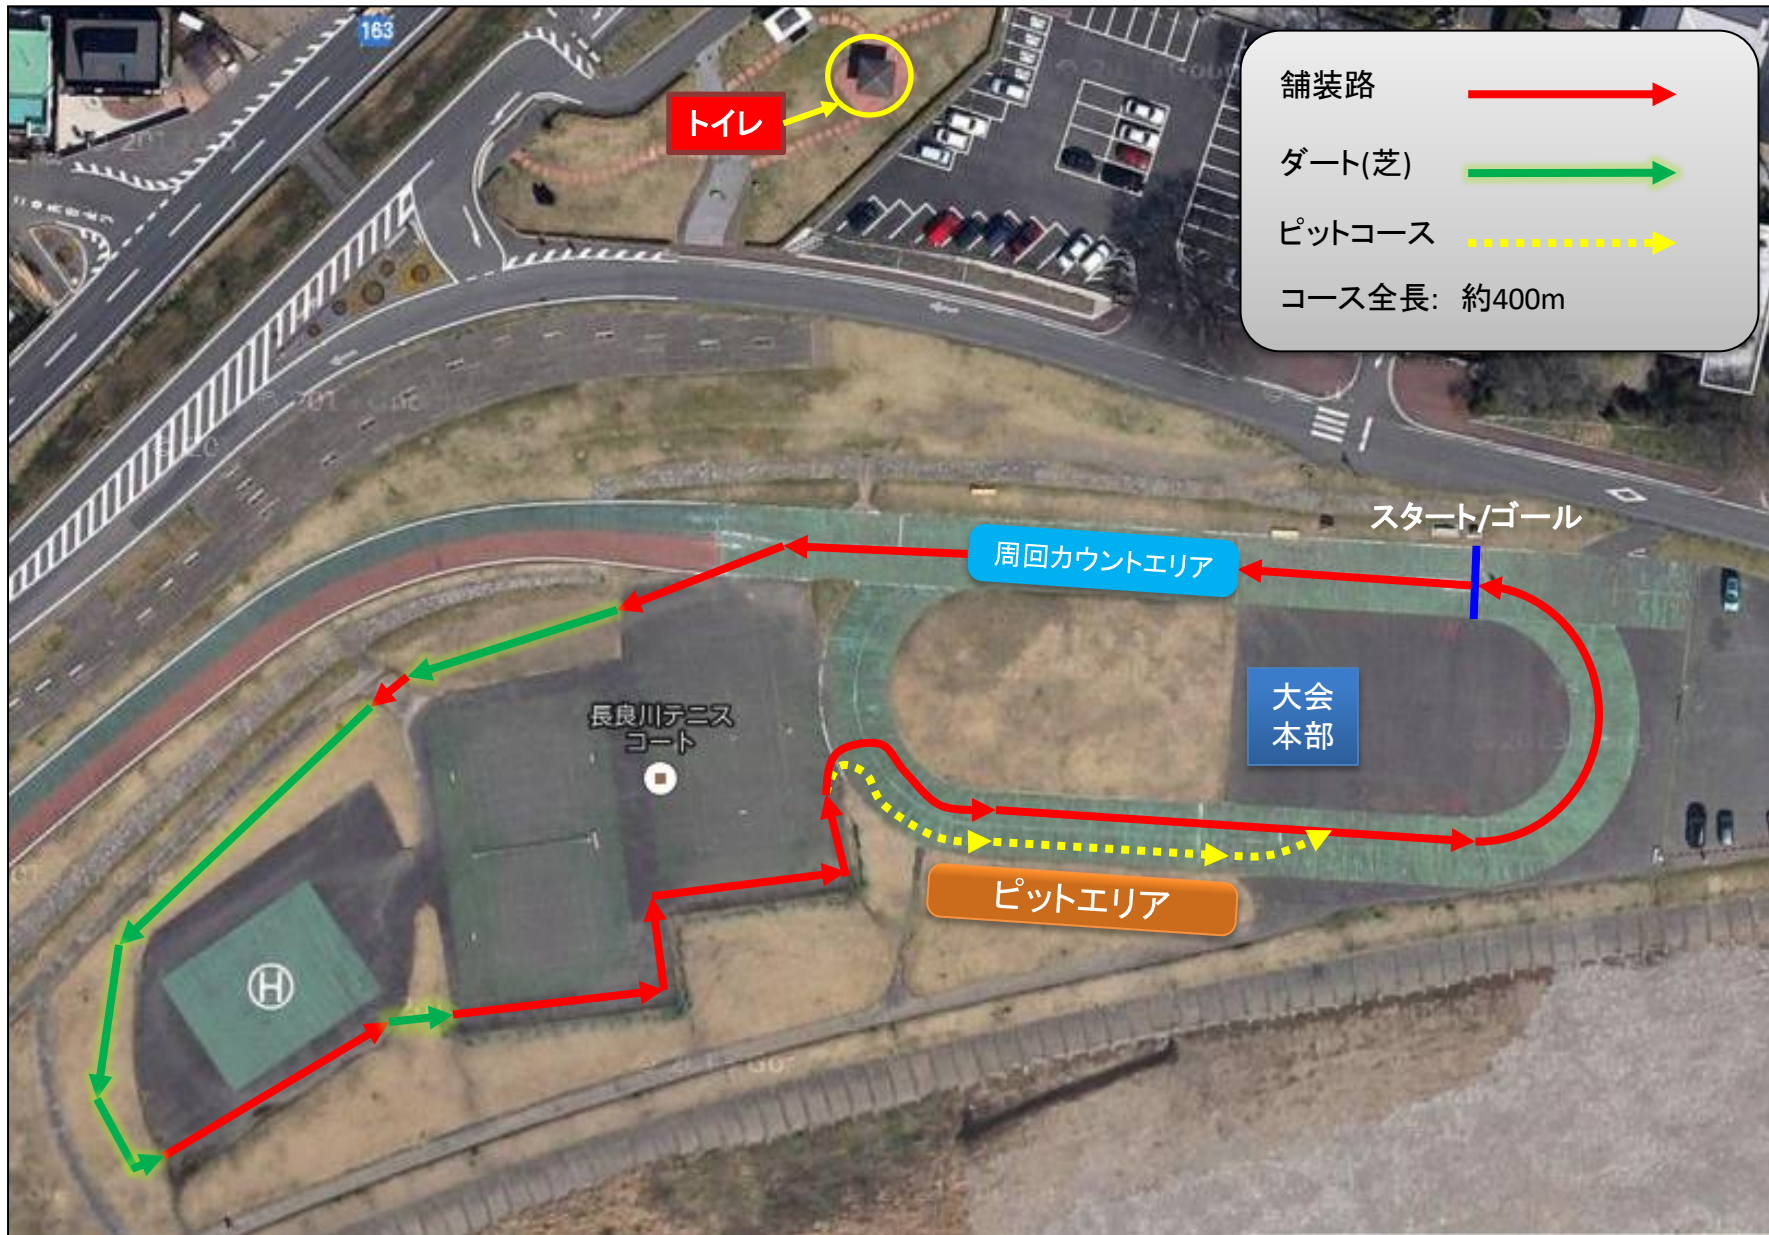 163
トイレ
舗装路
ダート(芝)
ピットコース
コース全長: 約400m
スタート/ゴール
周回カウントエリア
大会
本部
長良川テニス
コート
ピットエリア
H